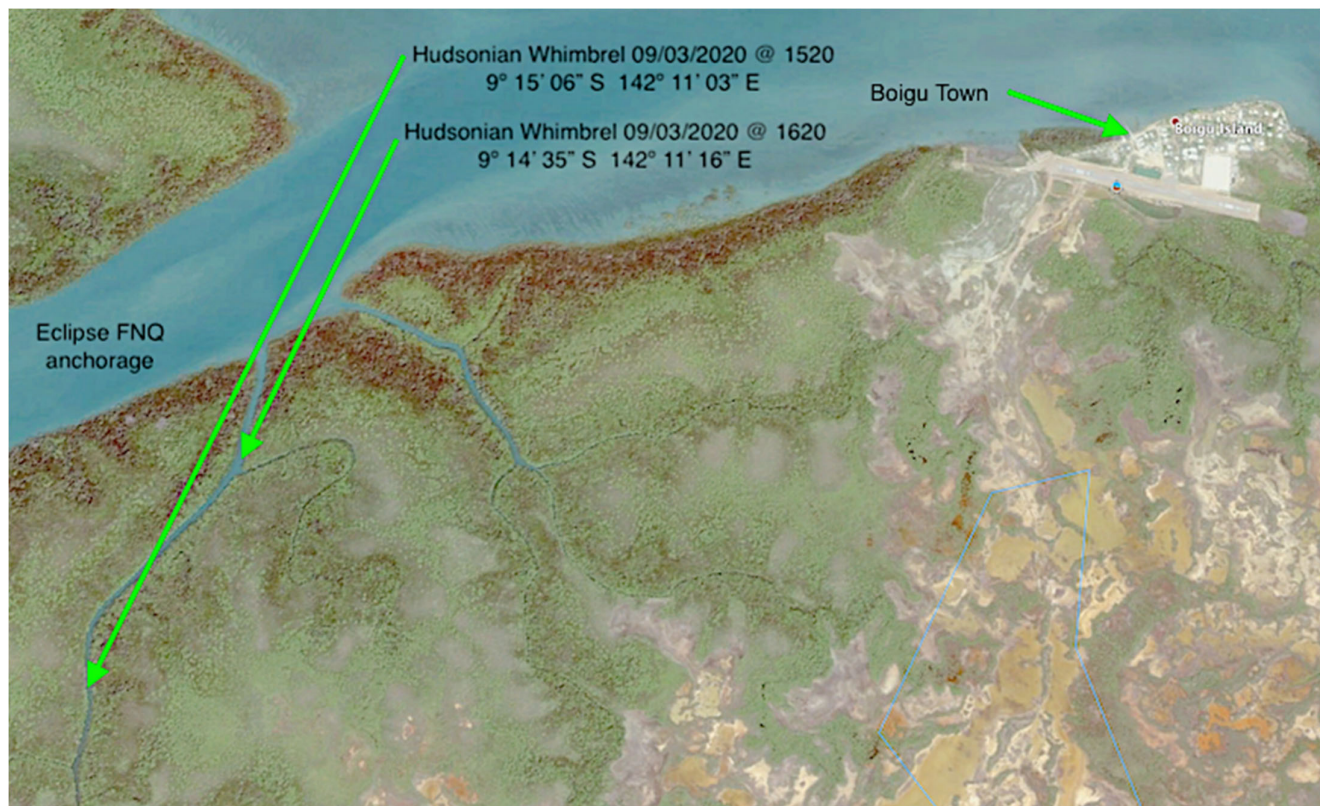 Hudsonian Whimbrel 09/03/2020 @ 1520
9° 15' 06” S 142° 11' 03” E
Boigu Town
Boigu Island
Hudsonian Whimbrel 09/03/2020 @ 1620
9° 14' 35” S 142° 11' 16” E
Eclipse FNQ
anchorage